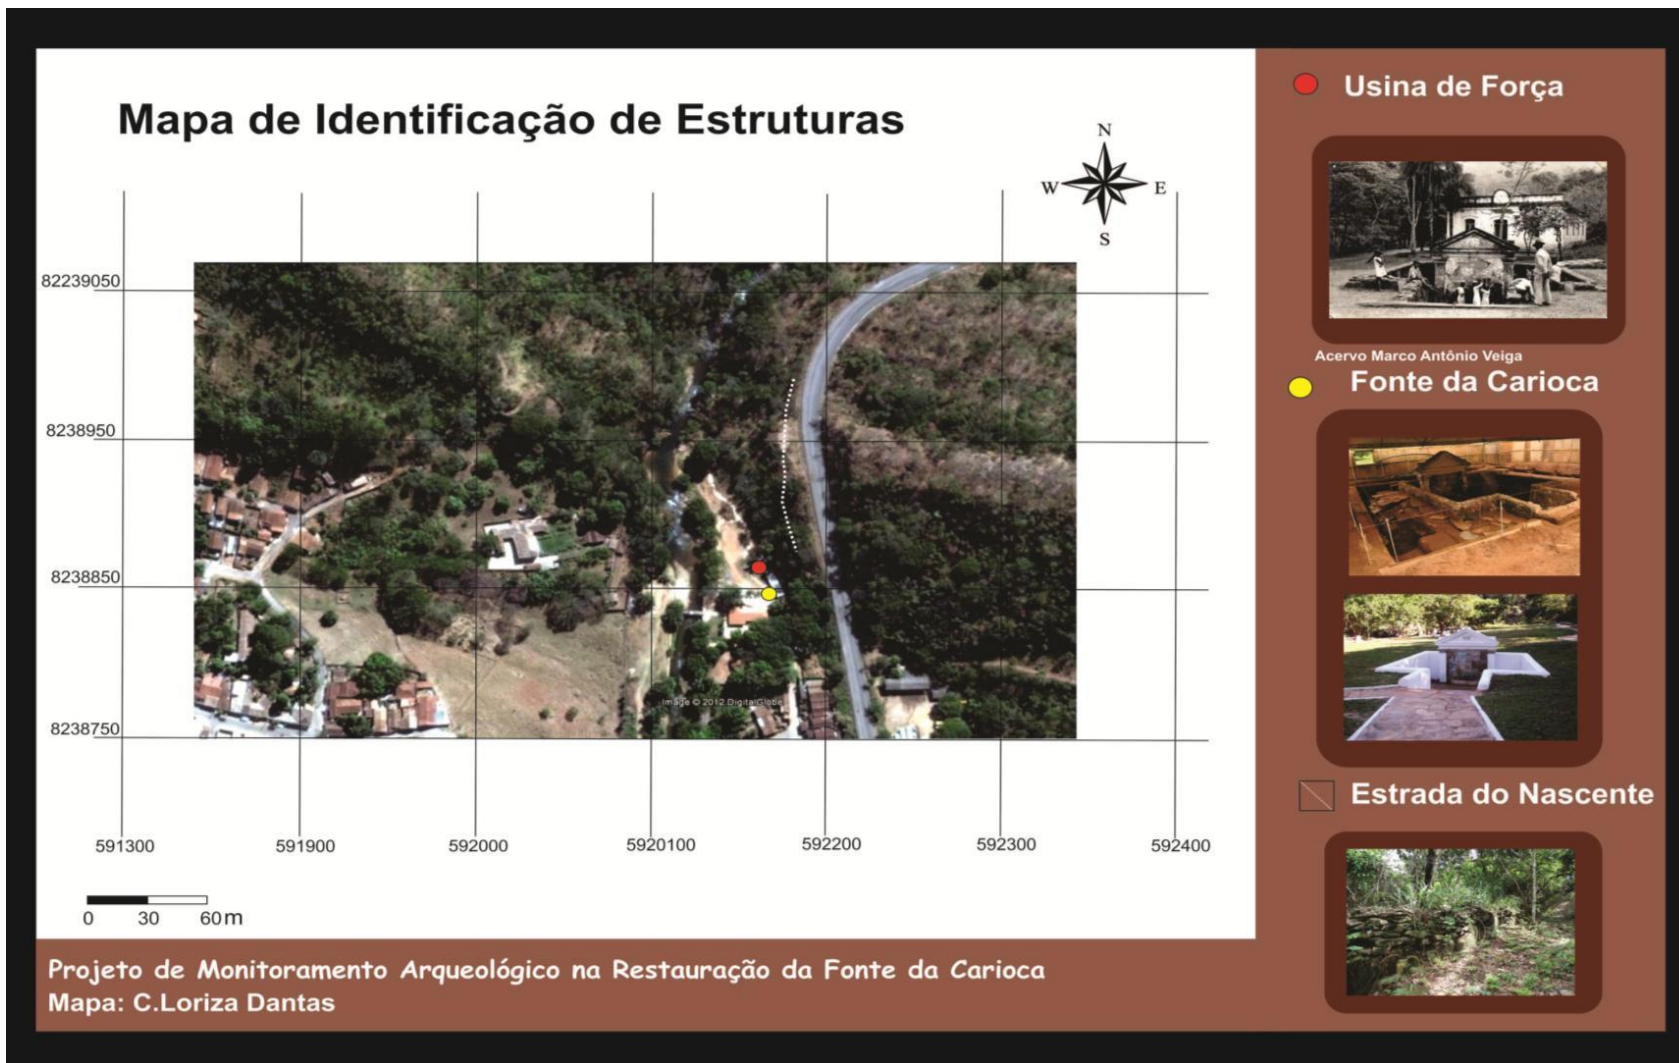 Mapa de Identificação de Estruturas
N
W
E
S
82239050
8238950
8238850
8238750
Image © 2012 DigitalGlobe
591300
591900
592000
5920100
592200
592300
592400
0
30
60m
Projeto de Monitoramento Arqueológico na Restauração da Fonte da Carioca
Mapa: C.Loriza Dantas
Usina de Força
Acervo Marco Antônio Veiga
Fonte da Carioca
Estrada do Nascente